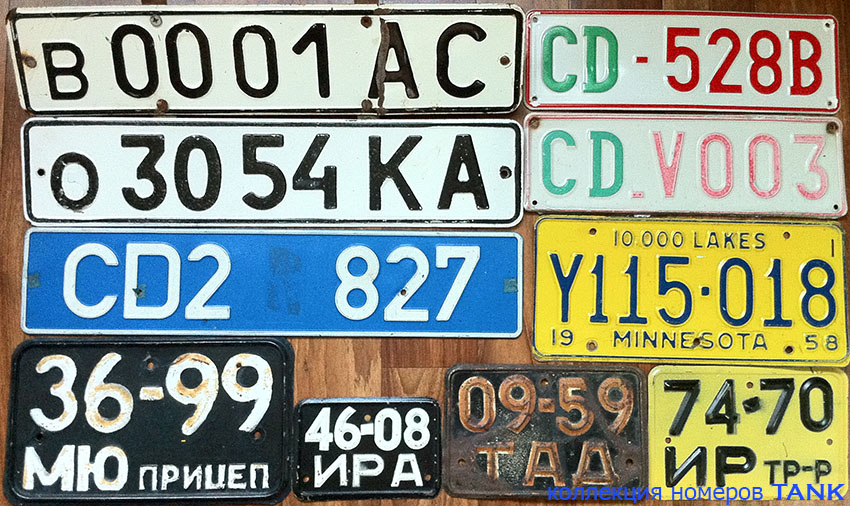 В 0001 АС
CD-528B
О 3054 КА
CD-V003
CD2 827
10.000 LAKES 1
Y115·018
19 MINNESOTA 58
36-99
МЮ ПРИЦЕП
46-08
ИРА
09-59
ТАД
74-70
ИР ТР-Р
коллекция номеров TANK